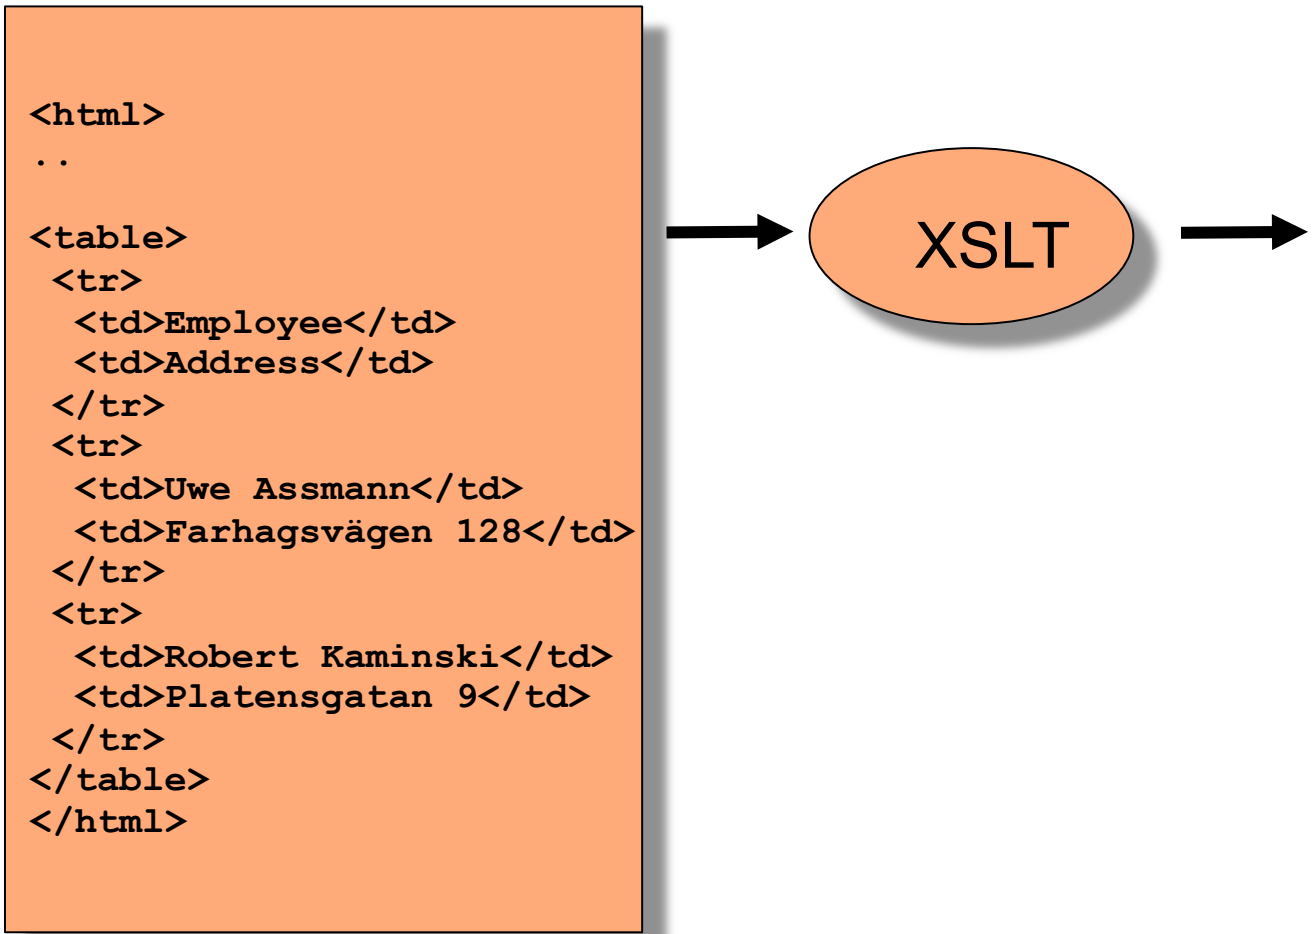 <html>
..
<table>
<tr>
<td>Employee</td>
<td>Address</td>
</tr>
<tr>
<td>Uwe Assmann</td>
<td>Farhagsvägen 128</td>
</tr>
<tr>
<td>Robert Kaminski</td>
<td>Platensgatan 9</td>
</tr>
</table>
</html>
XSLT